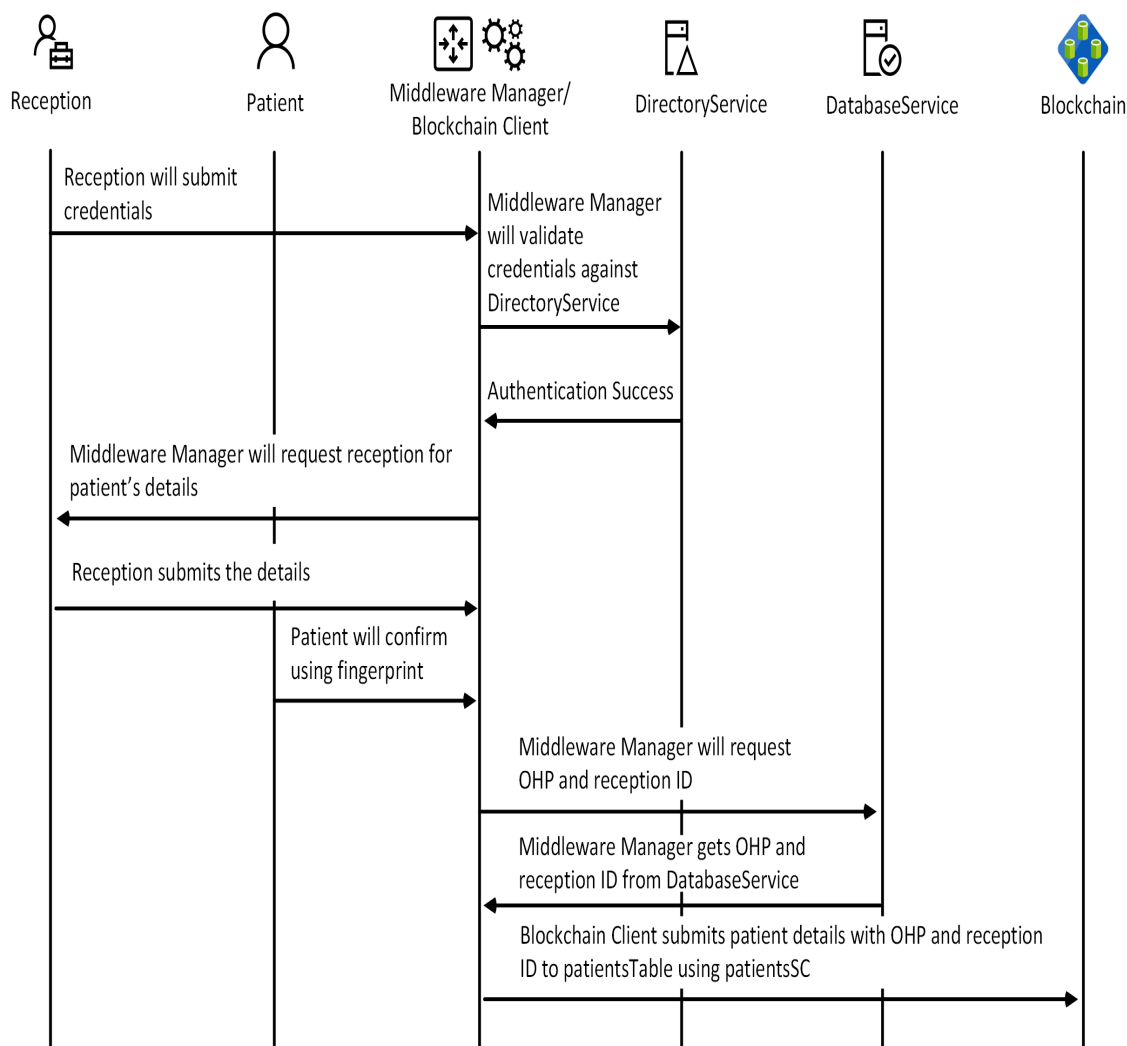 Reception
Patient
Middleware Manager/
Blockchain Client
DirectoryService
DatabaseService
Blockchain
Reception will submit
credentials
Middleware Manager
will validate
credentials against
DirectoryService
Authentication Success
Middleware Manager will request reception for
patient’s details
Reception submits the details
Patient will confirm
using fingerprint
Middleware Manager will request
OHP and reception ID
Middleware Manager gets OHP and
reception ID from DatabaseService
Blockchain Client submits patient details with OHP and reception
ID to patientsTable using patientsSC